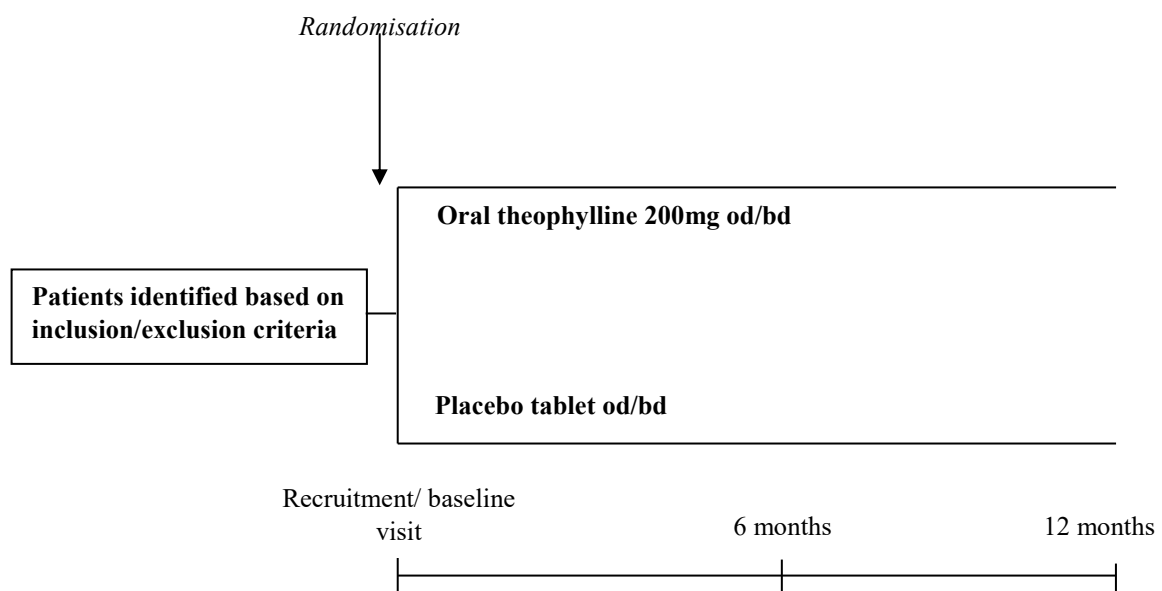 Randomisation
Oral theophylline 200mg od/bd
Patients identified based on
inclusion/exclusion criteria
Placebo tablet od/bd
Recruitment/ baseline
visit
6 months
12 months